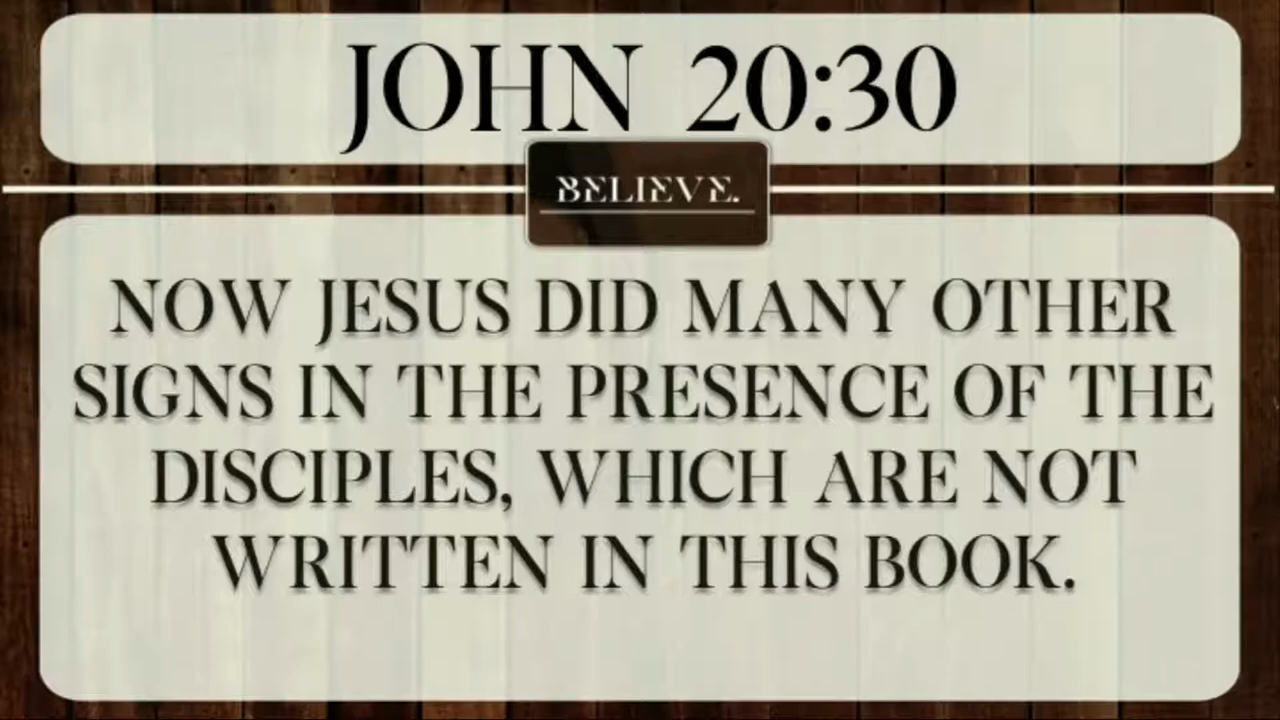 JOHN 20:30
BELIEVE.
NOW JESUS DID MANY OTHER
SIGNS IN THE PRESENCE OF THE
DISCIPLES, WHICH ARE NOT
WRITTEN IN THIS BOOK.